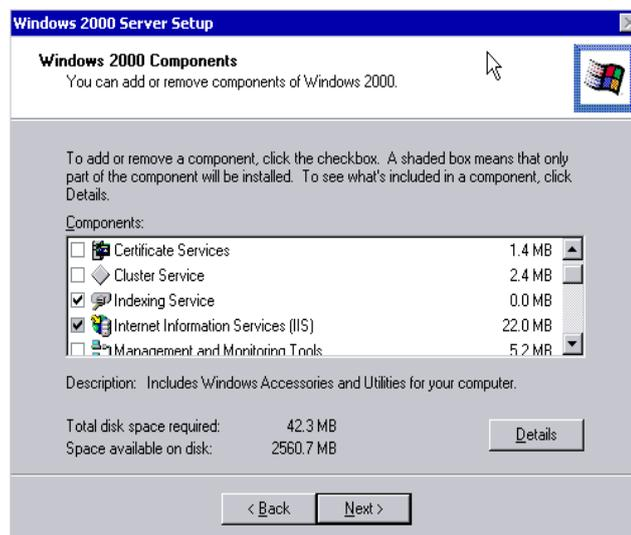 Windows 2000 Server Setup
Windows 2000 Components
You can add or remove components of Windows 2000.
To add or remove a component, click the checkbox. A shaded box means that only
part of the component will be installed. To see what's included in a component, click
Details.
Components:
Certificate Services 1.4 MB
Cluster Service 2.4 MB
Indexing Service 0.0 MB
Internet Information Services (IIS) 22.0 MB
Management and Monitoring Tools 5.2 MB
Description: Includes Windows Accessories and Utilities for your computer.
Total disk space required: 42.3 MB
Space available on disk: 2560.7 MB
Details
< Back Next >